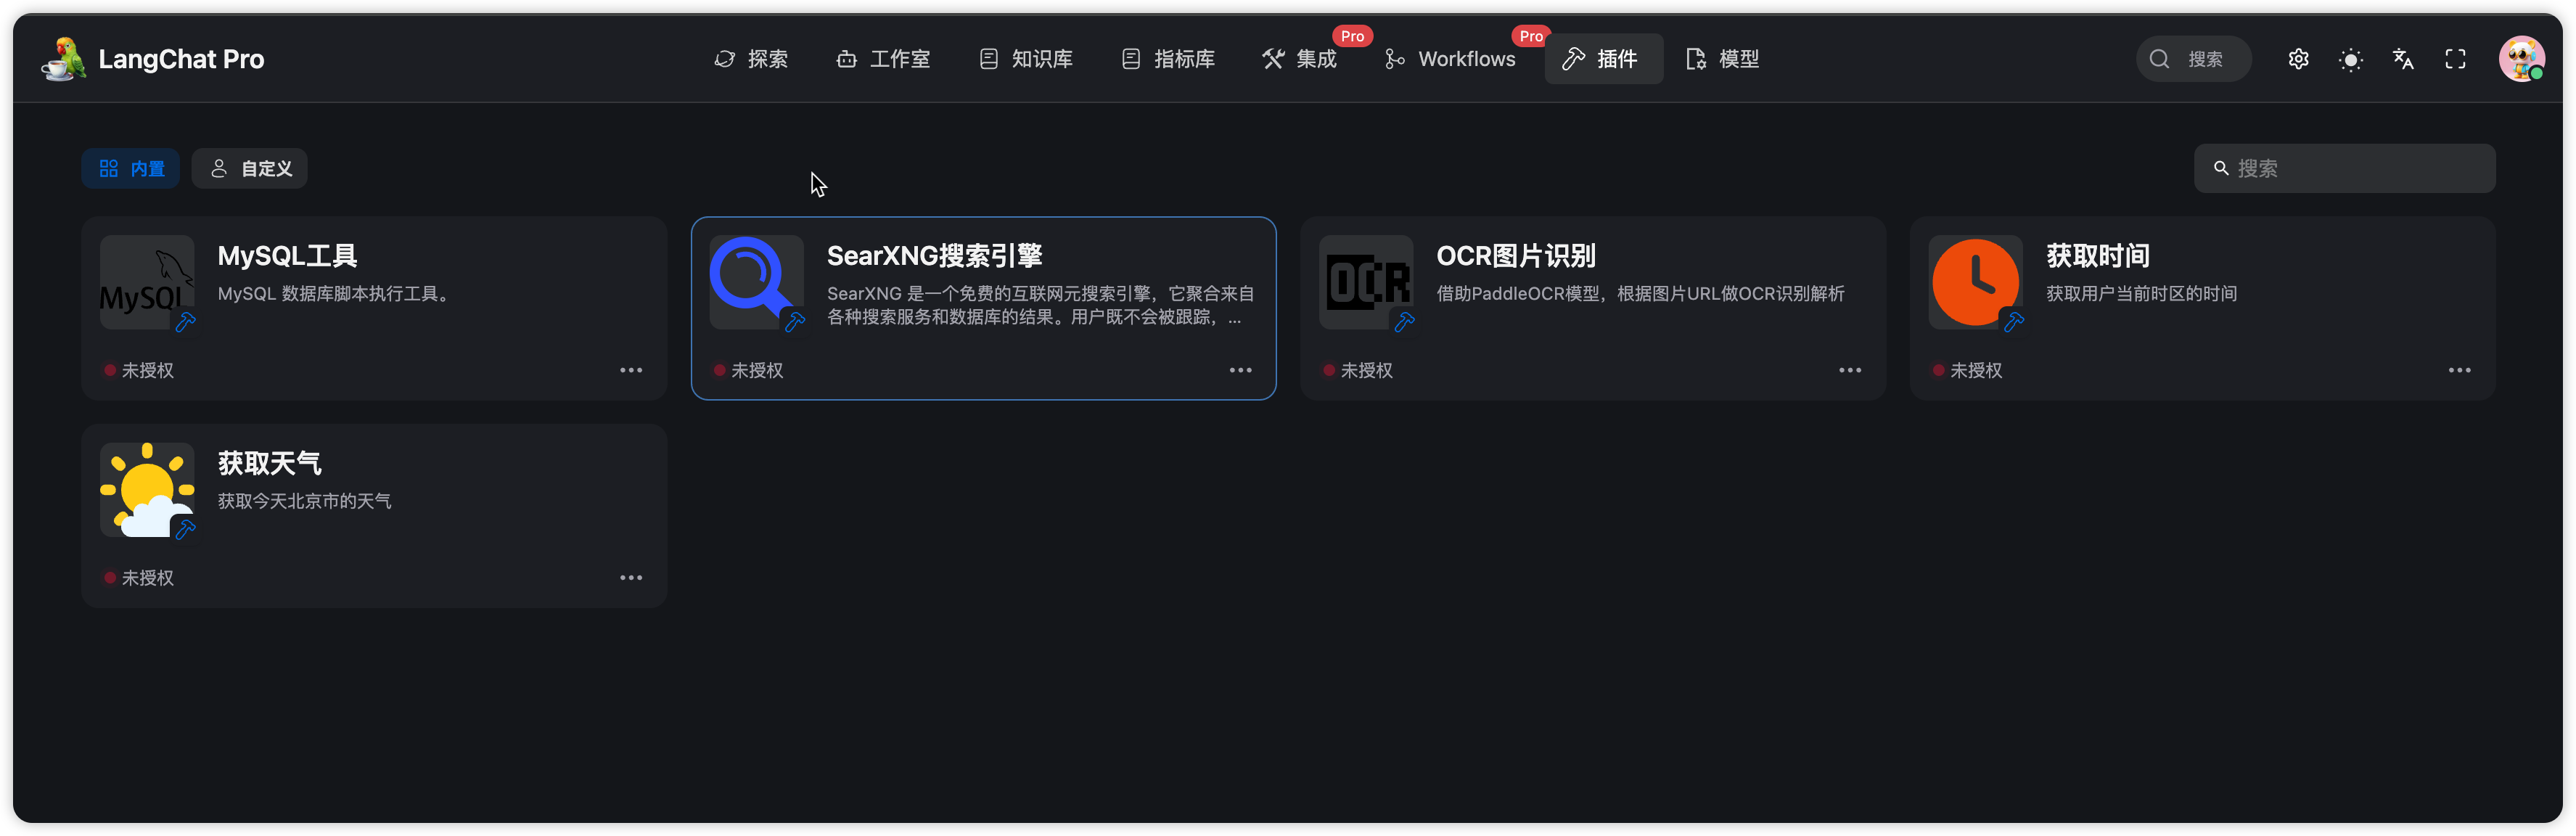 LangChat Pro
探索
工作室
知识库
指标库
集成
Pro
Workflows
Pro
插件
模型
搜索
内置
自定义
搜索
MySQL
MySQL工具
MySQL 数据库脚本执行工具。
未授权
SearXNG搜索引擎
SearXNG 是一个免费的互联网元搜索引擎，它聚合来自
各种搜索服务和数据库的结果。用户既不会被跟踪，...
未授权
OCR
OCR图片识别
借助PaddleOCR模型，根据图片URL做OCR识别解析
未授权
获取时间
获取用户当前时区的时间
未授权
获取天气
获取今天北京市的天气
未授权